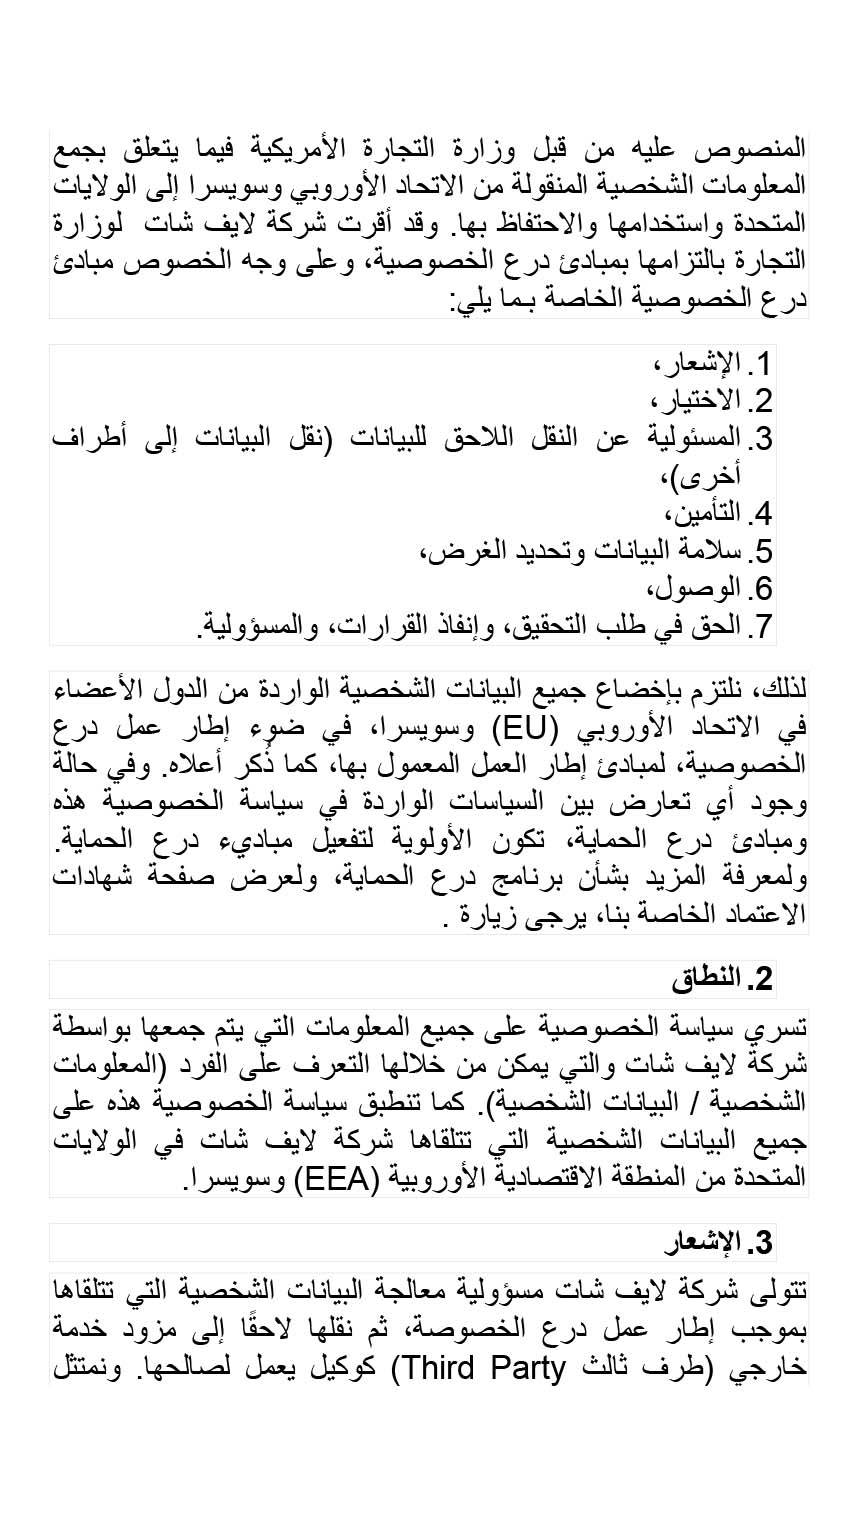 المنصوص عليه من قبل وزارة التجارة الأمريكية فيما يتعلق بجمع
المعلومات الشخصية المنقولة من الاتحاد الأوروبي وسويسرا إلى الولايات
المتحدة واستخدامها والاحتفاظ بها. وقد أقرت شركة لايف شات لوزارة
التجارة بالتزامها بمبادئ درع الخصوصية، وعلى وجه الخصوص مبادئ
درع الخصوصية الخاصة بـما يلي:
1. الإشعار،
2. الاختيار،
3. المسئولية عن النقل اللاحق للبيانات (نقل البيانات إلى أطراف
أخرى)،
4. التأمين،
5. سلامة البيانات وتحديد الغرض،
6. الوصول،
7. الحق في طلب التحقيق، وإنفاذ القرارات، والمسؤولية.
لذلك، نلتزم بإخضاع جميع البيانات الشخصية الواردة من الدول الأعضاء
في الاتحاد الأوروبي (EU) وسويسرا، في ضوء إطار عمل درع
الخصوصية، لمبادئ إطار العمل المعمول بها، كما ذُكر أعلاه. وفي حالة
وجود أي تعارض بين السياسات الواردة في سياسة الخصوصية هذه
ومبادئ درع الحماية، تكون الأولوية لتفعيل مباديء درع الحماية.
ولمعرفة المزيد بشأن برنامج درع الحماية، ولعرض صفحة شهادات
الاعتماد الخاصة بنا، يرجى زيارة .
2. النطاق
تسري سياسة الخصوصية على جميع المعلومات التي يتم جمعها بواسطة
شركة لايف شات والتي يمكن من خلالها التعرف على الفرد (المعلومات
الشخصية / البيانات الشخصية). كما تنطبق سياسة الخصوصية هذه على
جميع البيانات الشخصية التي تتلقاها شركة لايف شات في الولايات
المتحدة من المنطقة الاقتصادية الأوروبية (EEA) وسويسرا.
3. الإشعار
تتولى شركة لايف شات مسؤولية معالجة البيانات الشخصية التي تتلقاها
بموجب إطار عمل درع الخصوصة، ثم نقلها لاحقًا إلى مزود خدمة
خارجي (طرف ثالث Third Party) كوكيل يعمل لصالحها. ونمتثل